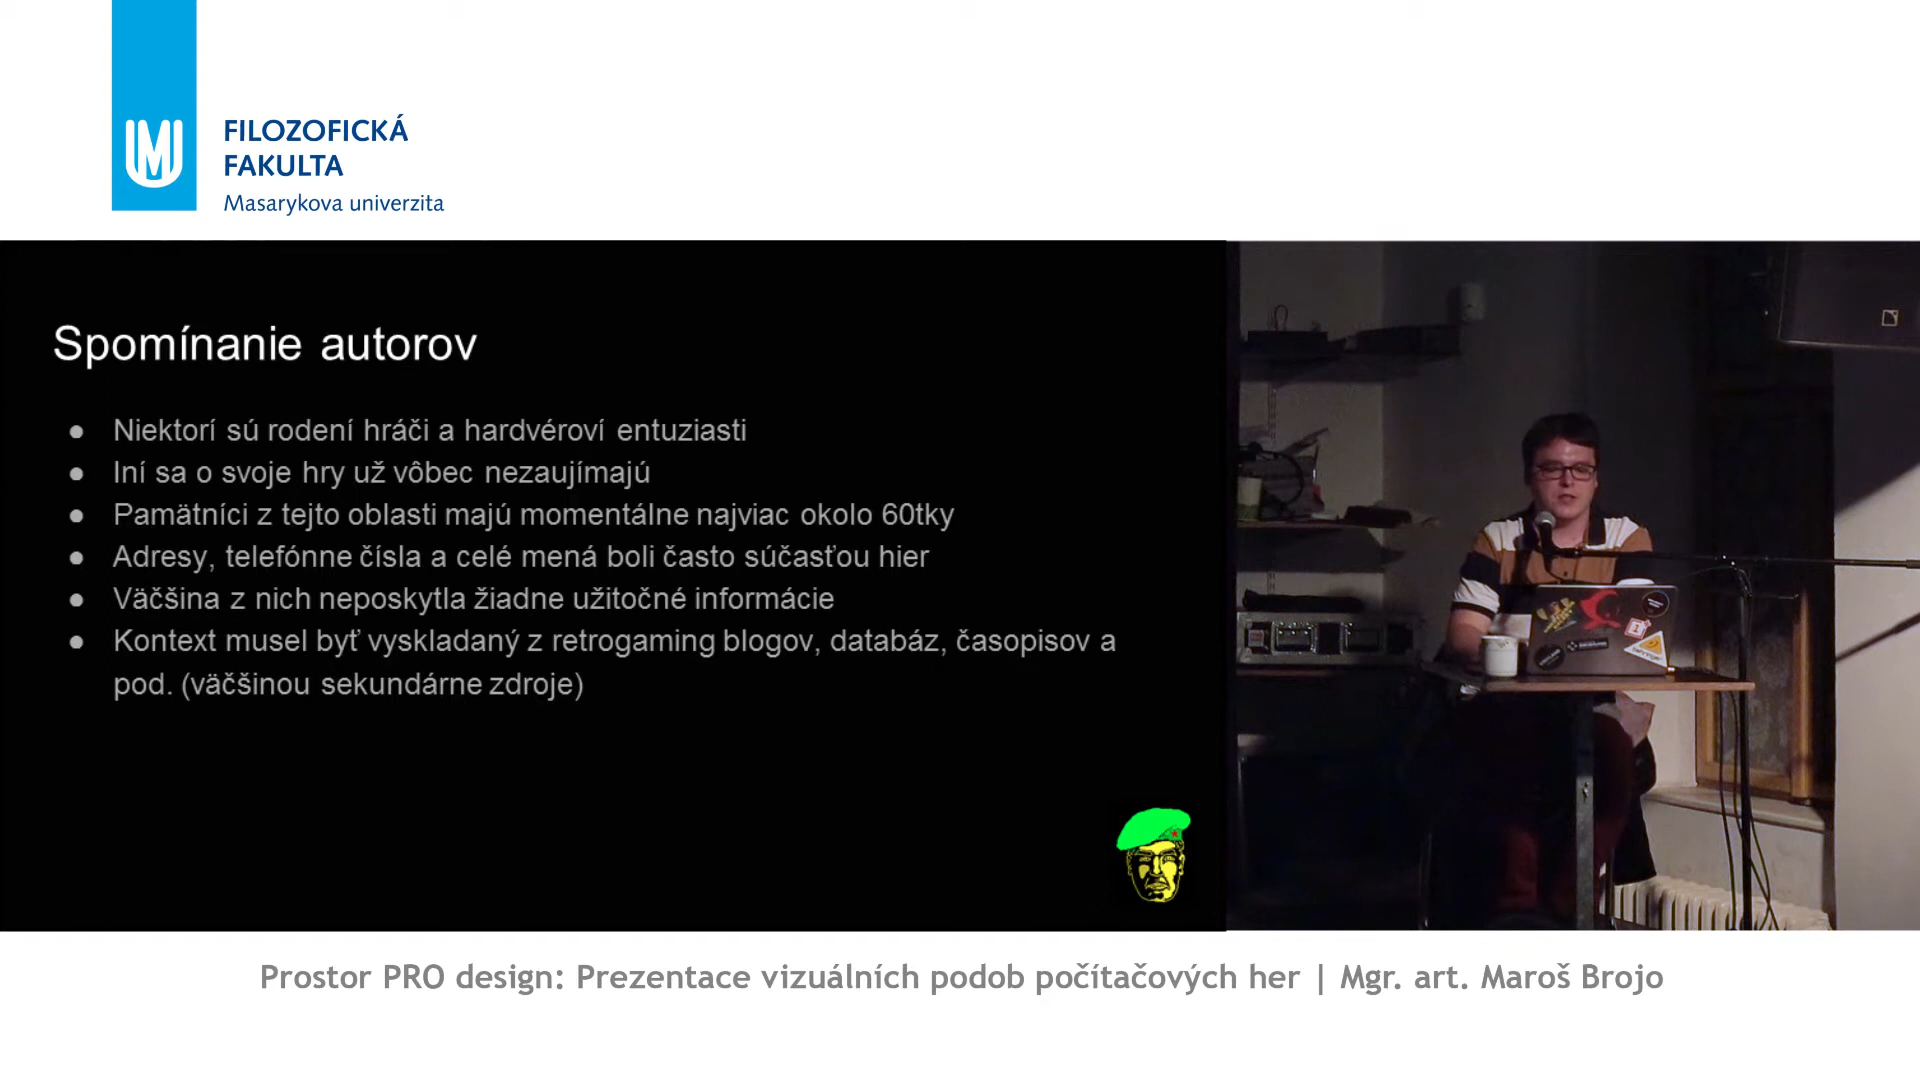 FILOZOFICKÁ
FAKULTA
Masarykova univerzita
Spomínanie autorov
● Niektorí sú rodení hráči a hardvéroví entuziasti
● Iní sa o svoje hry už vôbec nezaujímajú
● Pamätníci z tejto oblasti majú momentálne najviac okolo 60tky
● Adresy, telefónne čísla a celé mená boli často súčasťou hier
● Väčšina z nich neposkytla žiadne užitočné informácie
● Kontext musel byť vyskladaný z retrogaming blogov, databáz, časopisov a
pod. (väčšinou sekundárne zdroje)
Prostor PRO design: Prezentace vizuálních podob počítačových her | Mgr. art. Maroš Brojo